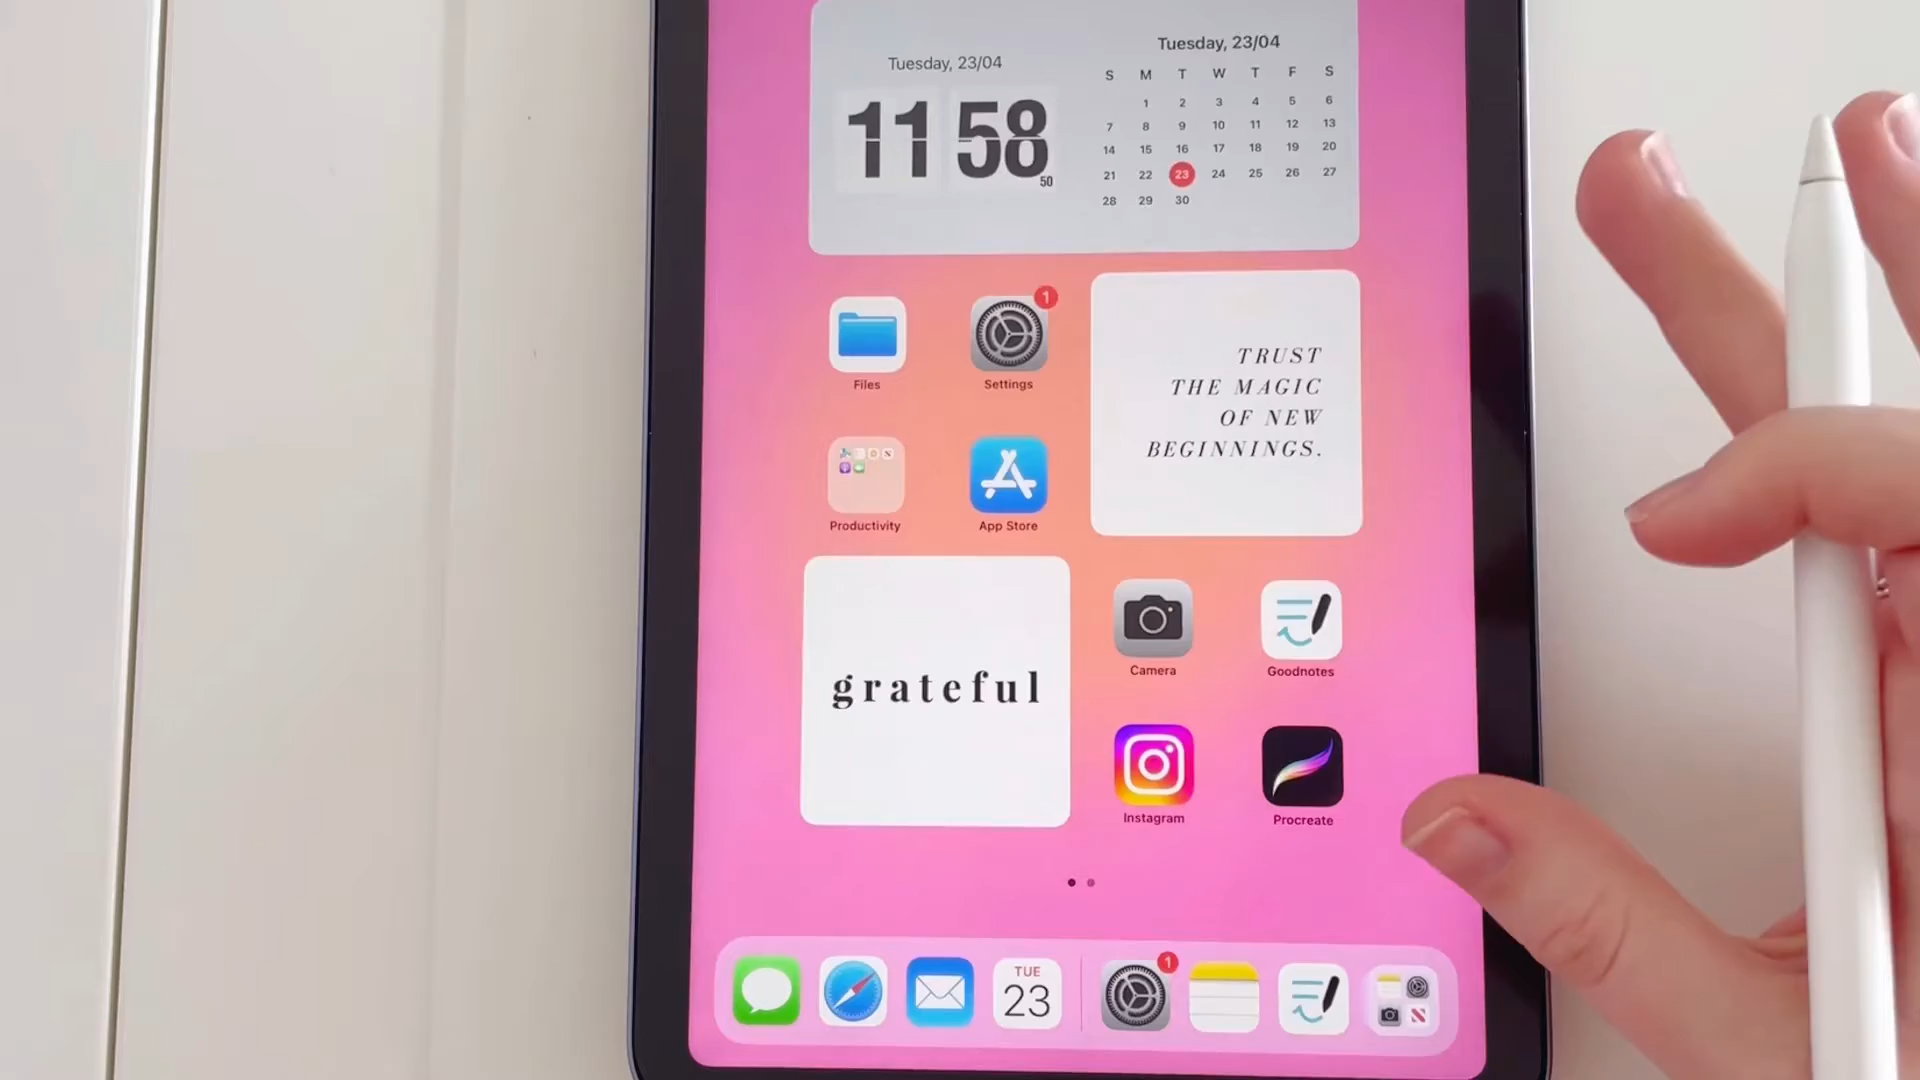 Tuesday, 23/04
11 58
50
Tuesday, 23/04
S M T W T F S
1 2 3 4 5 6
7 8 9 10 11 12 13
14 15 16 17 18 19 20
21 22 23 24 25 26 27
28 29 30
Files
1
Settings
TRUST
THE MAGIC
OF NEW
BEGINNINGS.
Productivity
App Store
grateful
Camera
Goodnotes
Instagram
Procreate
TUE
23
1